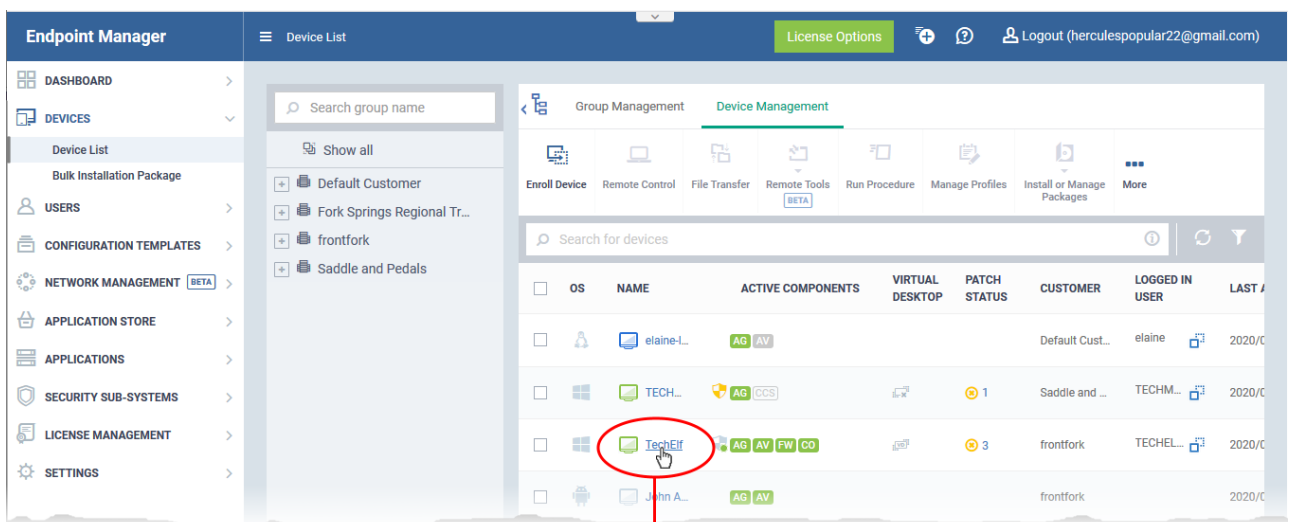 Endpoint Manager
Device List
License Options
Logout (herculespopular22@gmail.com)
DASHBOARD
DEVICES
Device List
Bulk Installation Package
USERS
CONFIGURATION TEMPLATES
NETWORK MANAGEMENT BETA
APPLICATION STORE
APPLICATIONS
SECURITY SUB-SYSTEMS
LICENSE MANAGEMENT
SETTINGS
Search group name
Show all
Default Customer
Fork Springs Regional Tr...
frontfork
Saddle and Pedals
Group Management Device Management
Enroll Device Remote Control File Transfer Remote Tools BETA Run Procedure Manage Profiles Install or Manage Packages More
Search for devices
OS NAME ACTIVE COMPONENTS VIRTUAL DESKTOP PATCH STATUS CUSTOMER LOGGED IN USER LAST
elaine-l... AG AV Default Cust... elaine 2020/
TECH... AG CCS 1 Saddle and ... TECHM... 2020/
TechElf AG AV FW CO 3 frontfork TECHEL... 2020/
John A... AG AV frontfork 2020/